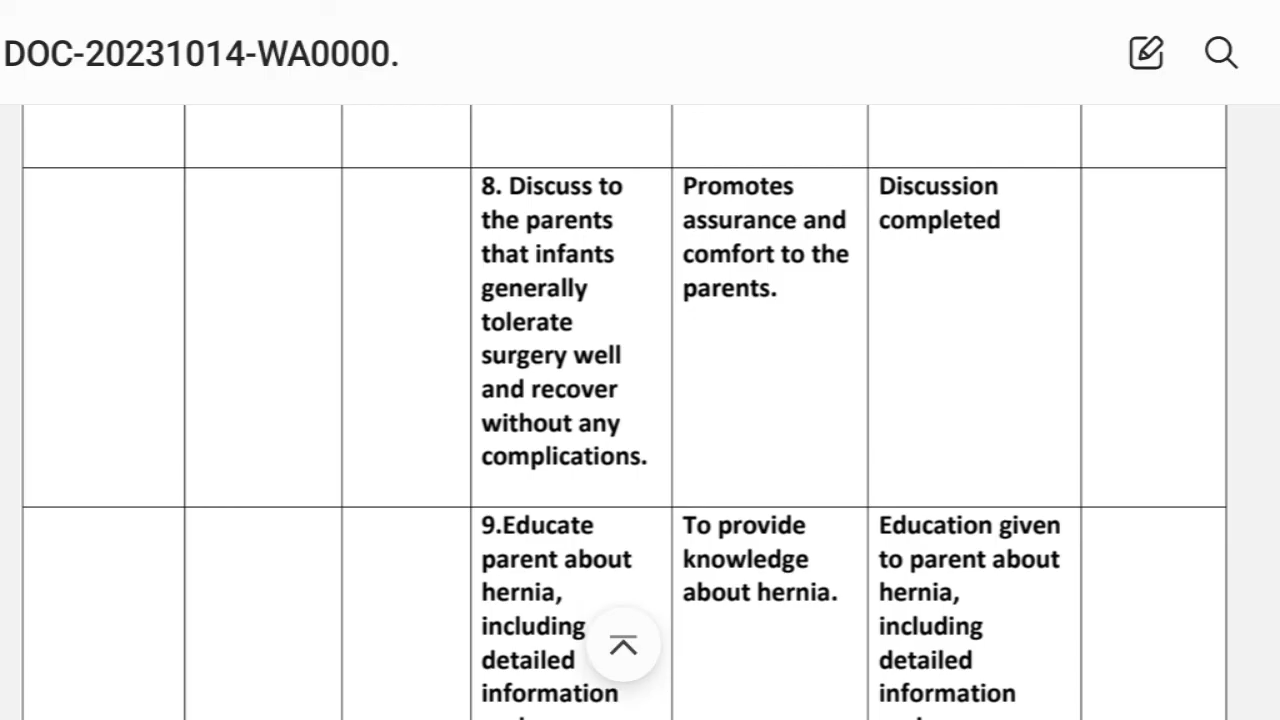 DOC-20231014-WA0000.
8. Discuss to
the parents
that infants
generally
tolerate
surgery well
and recover
without any
complications.
Promotes
assurance and
comfort to the
parents.
Discussion
completed
9.Educate
parent about
hernia,
including
detailed
information
To provide
knowledge
about hernia.
Education given
to parent about
hernia,
including
detailed
information